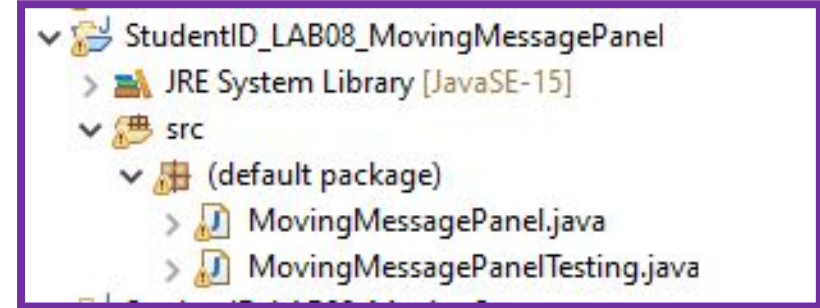 StudentID_LAB08_MovingMessagePanel
JRE System Library [JavaSE-15]
src
(default package)
MovingMessagePanel.java
MovingMessagePanelTesting.java